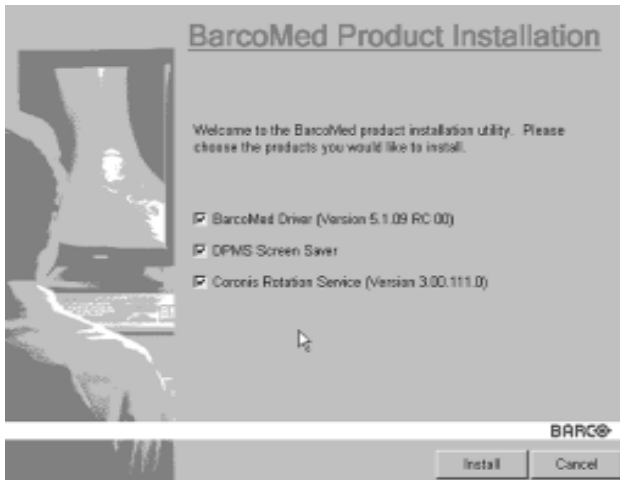 BarcoMed Product Installation
Welcome to the BarcoMed product installation utility. Please
choose the products you would like to install.
BarcoMed Driver (Version 5.1.09 RC 00)
DPMS Screen Saver
Coronis Rotation Service (Version 3.00.111.0)
BARCO
Install
Cancel